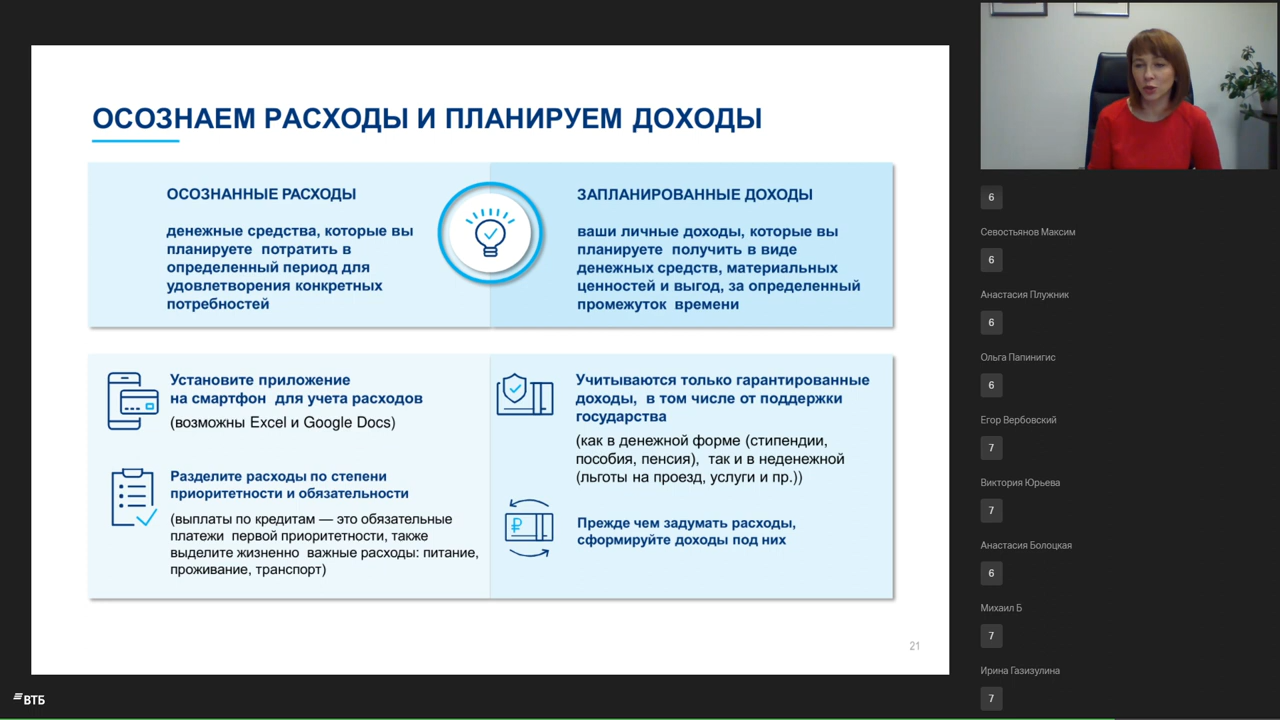 ОСОЗНАЕМ РАСХОДЫ И ПЛАНИРУЕМ ДОХОДЫ
ОСОЗНАННЫЕ РАСХОДЫ
денежные средства, которые вы
планируете потратить в
определенный период для
удовлетворения конкретных
потребностей
ЗАПЛАНИРОВАННЫЕ ДОХОДЫ
ваши личные доходы, которые вы
планируете получить в виде
денежных средств, материальных
ценностей и выгод, за определенный
промежуток времени
Установите приложение
на смартфон для учета расходов
(возможны Excel и Google Docs)
Разделите расходы по степени
приоритетности и обязательности
(выплаты по кредитам — это обязательные
платежи первой приоритетности, также
выделите жизненно важные расходы: питание,
проживание, транспорт)
Учитываются только гарантированные
доходы, в том числе от поддержки
государства
(как в денежной форме (стипендии,
пособия, пенсия), так и в неденежной
(льготы на проезд, услуги и пр.))
₽
Прежде чем задумать расходы,
сформируйте доходы под них
21
ВТБ
6
Севостьянов Максим
6
Анастасия Плужник
6
Ольга Папинигис
6
Егор Вербовский
7
Виктория Юрьева
7
Анастасия Болоцкая
6
Михаил Б
7
Ирина Газизулина
7